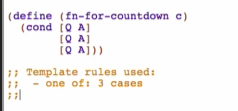 (define (fn-for-countdown c)
  (cond [Q A]
        [Q A]
        [Q A]))
;; Template rules used:
;;  - one of: 3 cases
;;